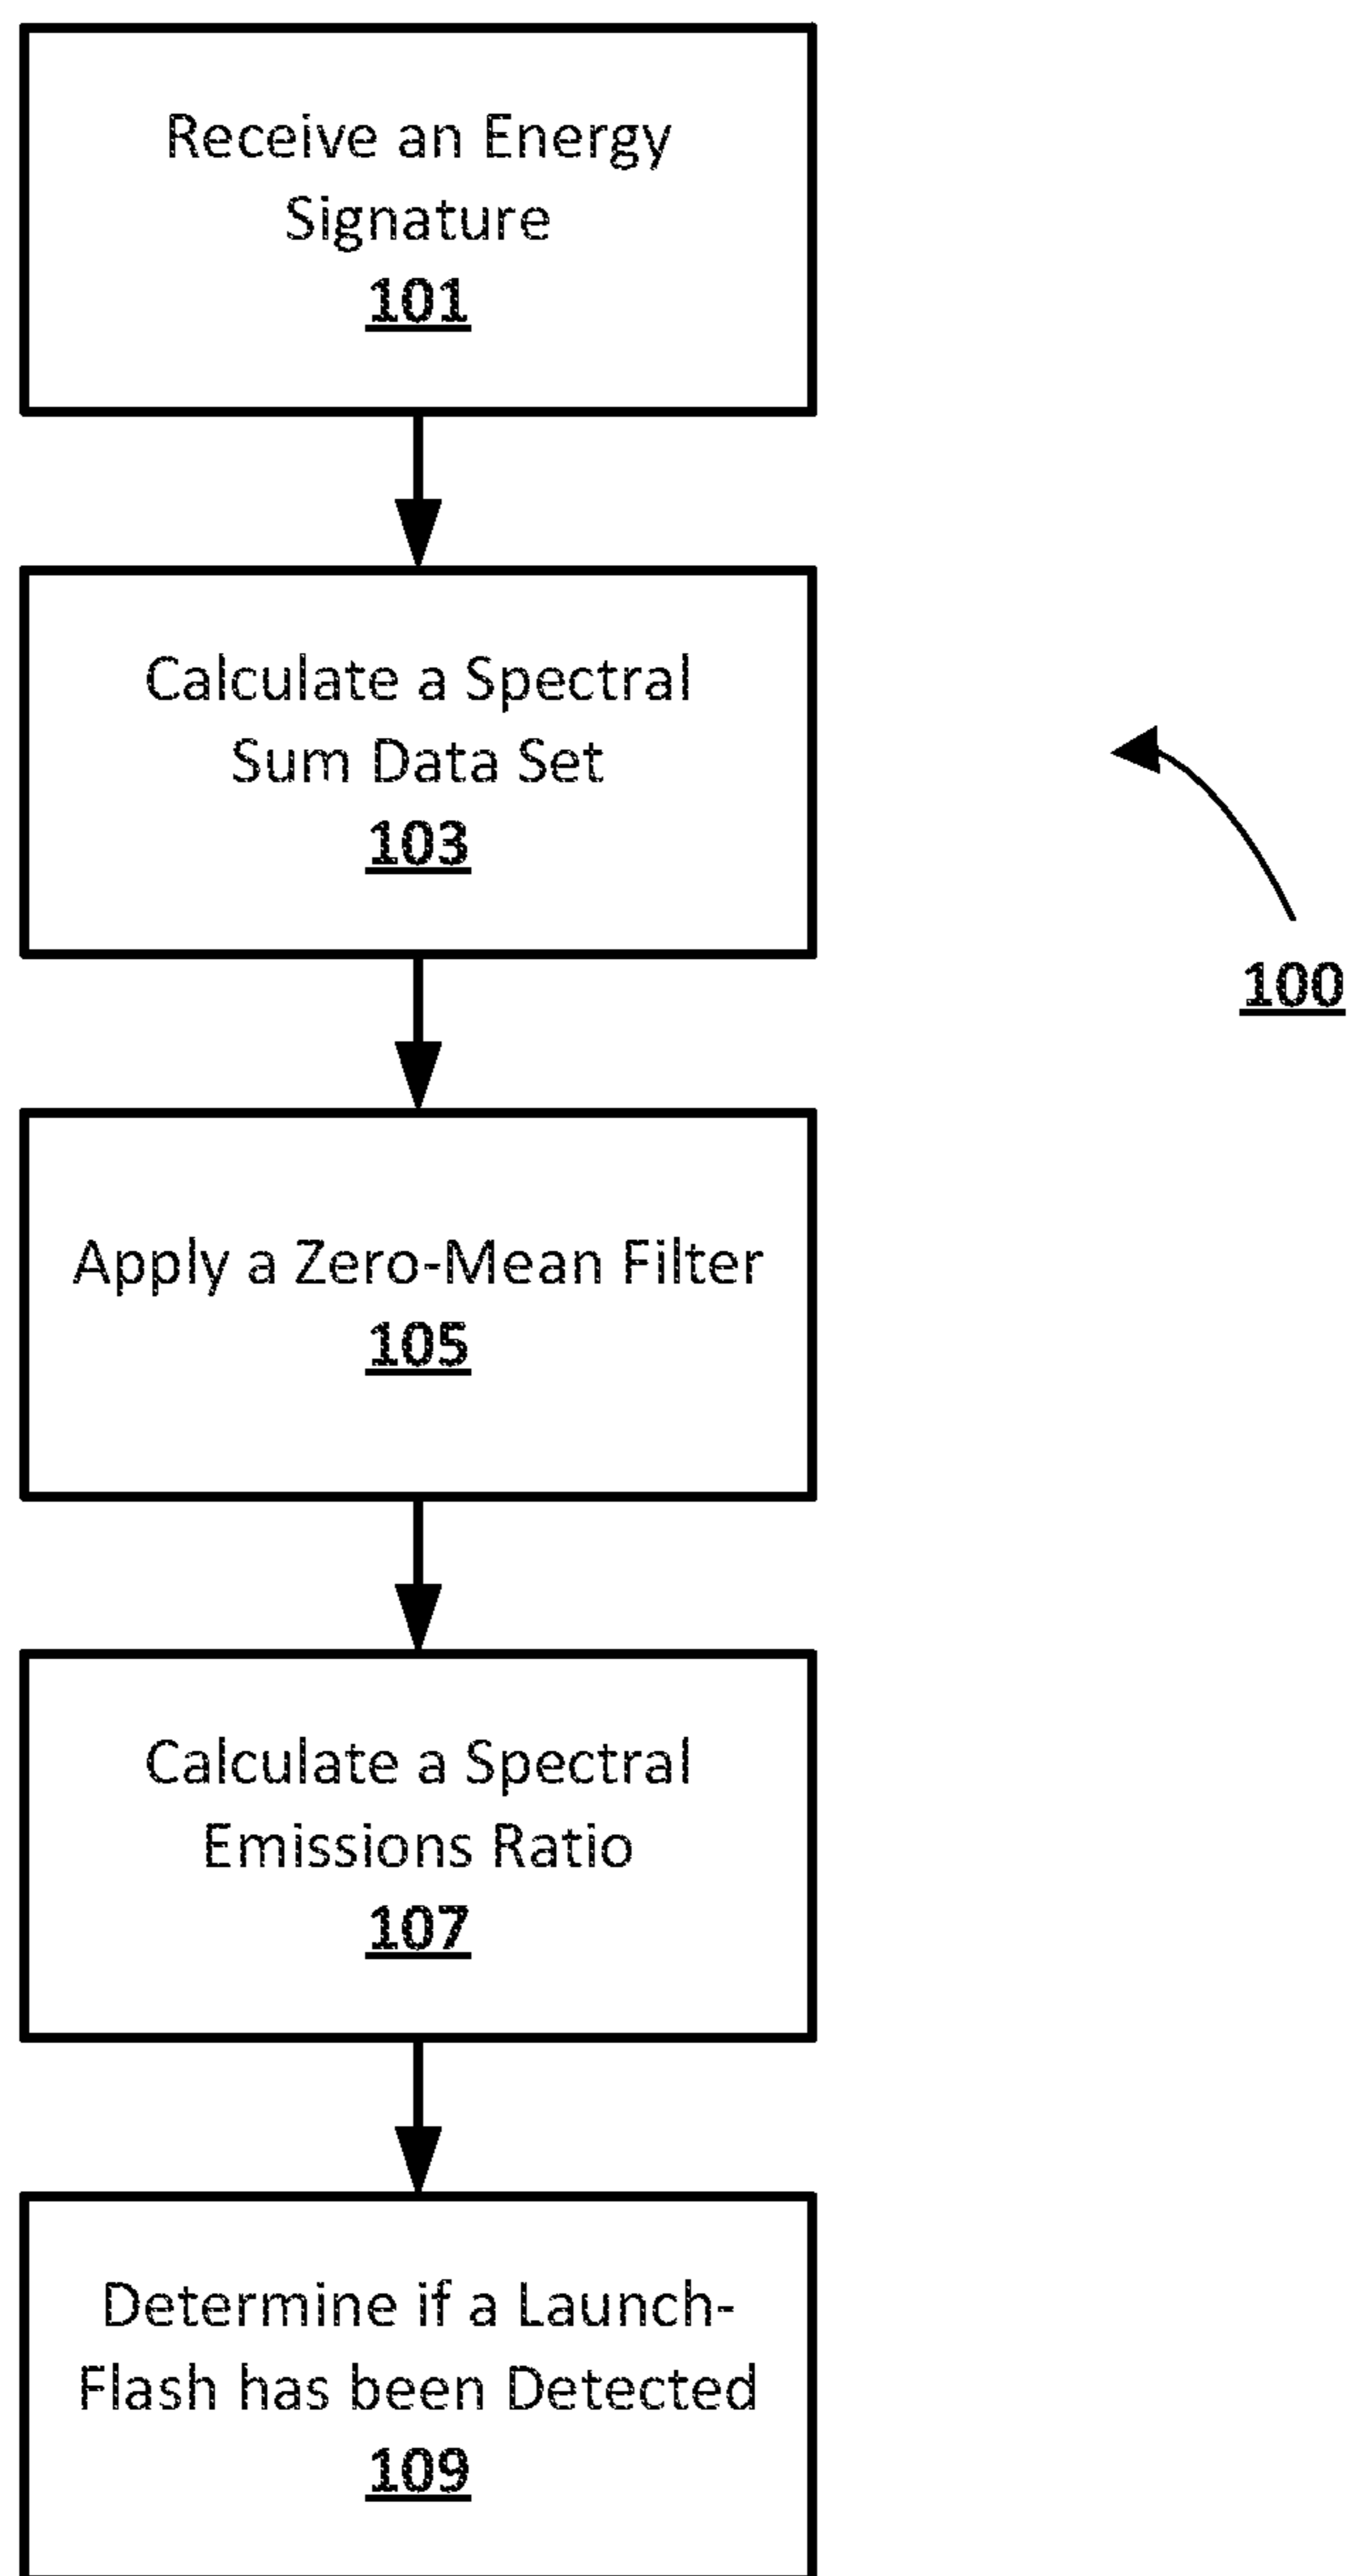 Receive an Energy
Signature
101
Calculate a Spectral
Sum Data Set
103
100
Apply a Zero-Mean Filter
105
Calculate a Spectral
Emissions Ratio
107
Determine if a Launch-
Flash has been Detected
109